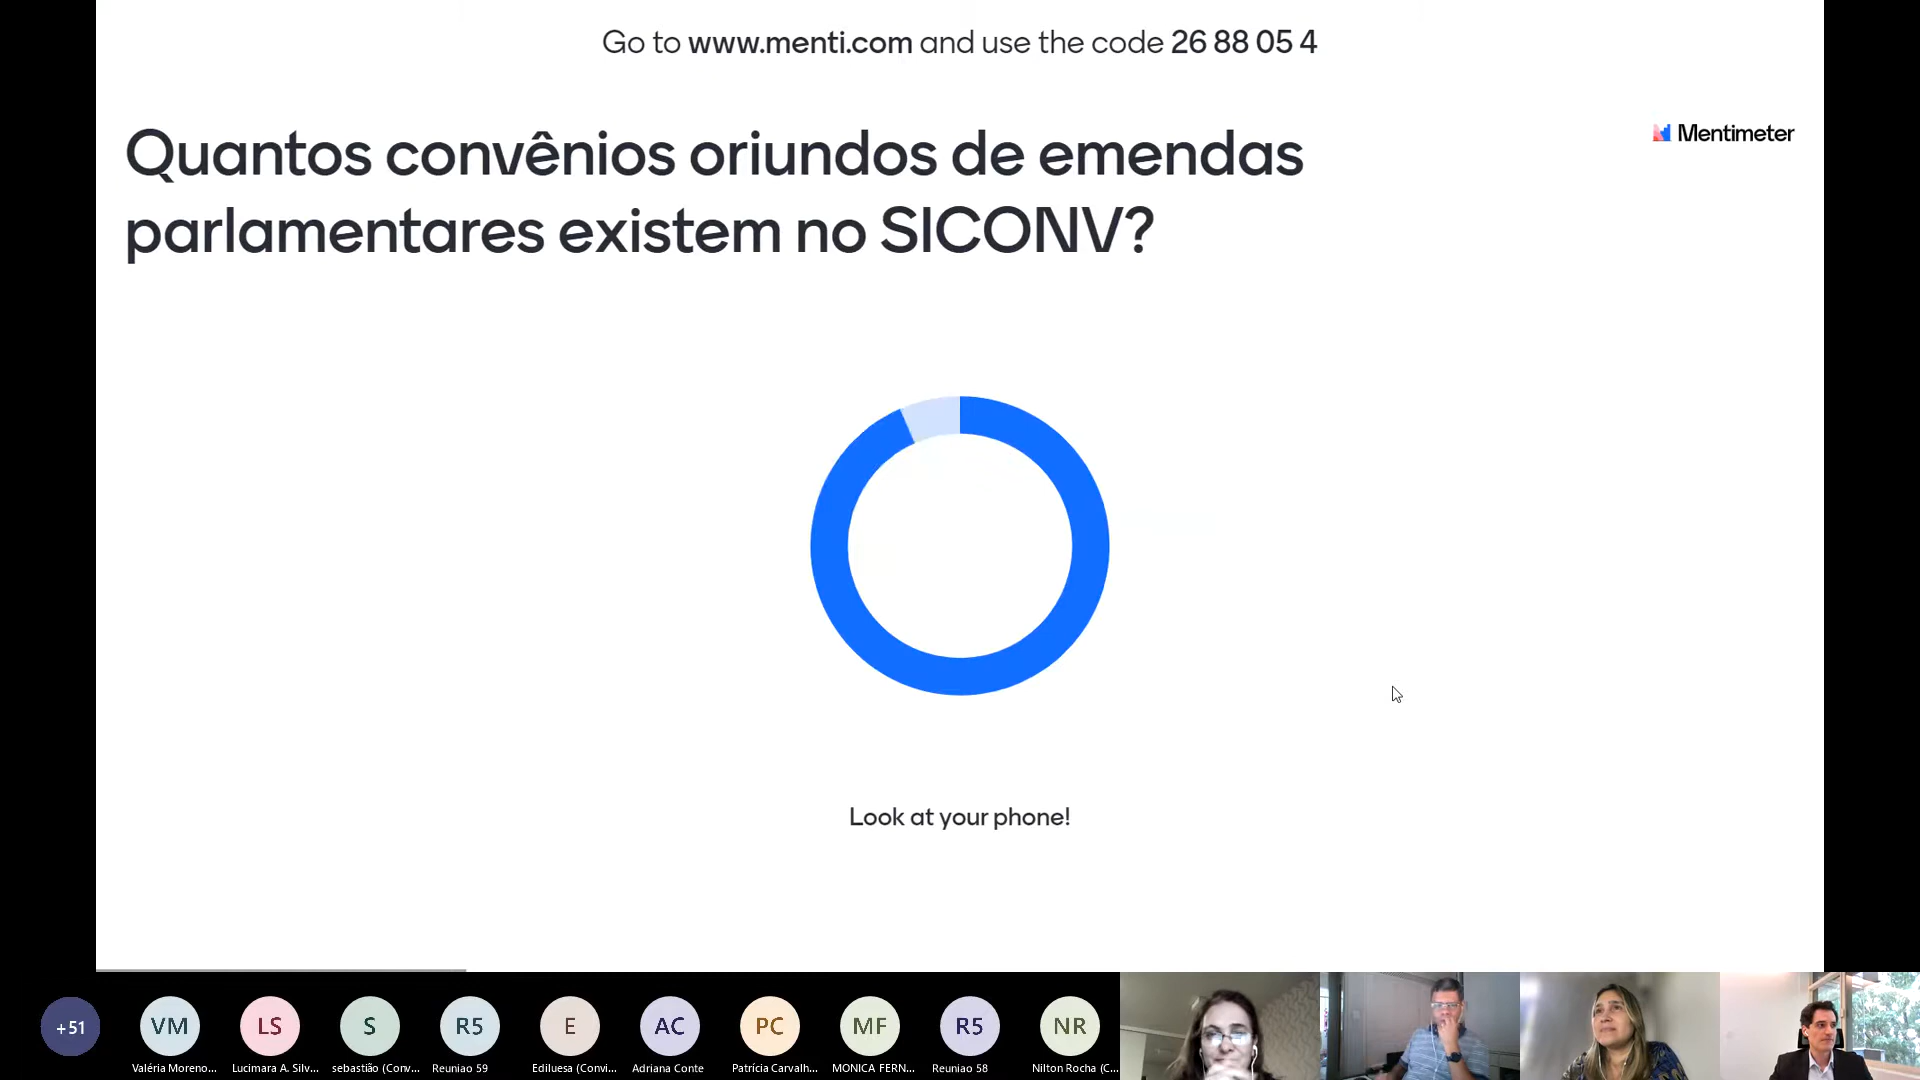 Go to www.menti.com and use the code 26 88 05 4
Mentimeter
Quantos convênios oriundos de emendas
parlamentares existem no SICONV?
Look at your phone!
+51
VM
LS
S
R5
E
AC
PC
MF
R5
NR
Valéria Moreno...
Lucimara A. Silv...
sebastião (Conv...
Reuniao 59
Ediluesa (Convi...
Adriana Conte
Patrícia Carvalh...
MONICA FERN...
Reuniao 58
Nilton Rocha (C...